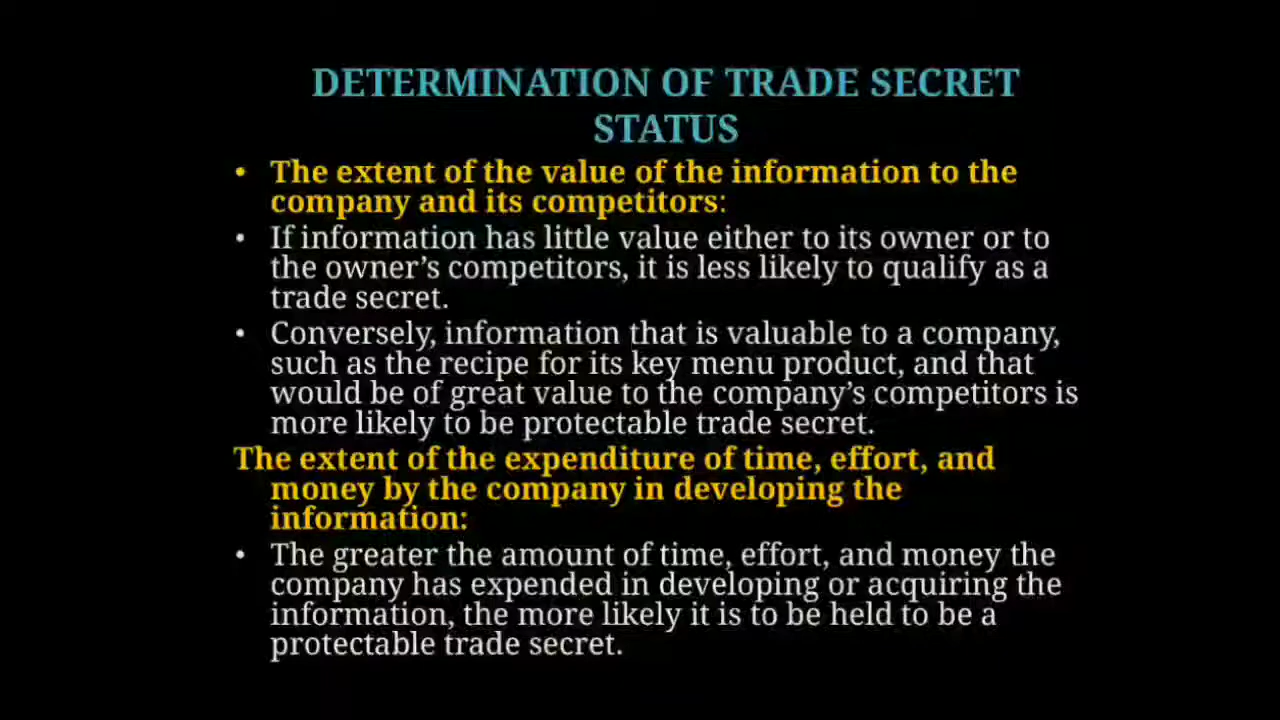 DETERMINATION OF TRADE SECRET
STATUS
• The extent of the value of the information to the
company and its competitors:
• If information has little value either to its owner or to
the owner’s competitors, it is less likely to qualify as a
trade secret.
• Conversely, information that is valuable to a company,
such as the recipe for its key menu product, and that
would be of great value to the company’s competitors is
more likely to be protectable trade secret.
The extent of the expenditure of time, effort, and
money by the company in developing the
information:
• The greater the amount of time, effort, and money the
company has expended in developing or acquiring the
information, the more likely it is to be held to be a
protectable trade secret.